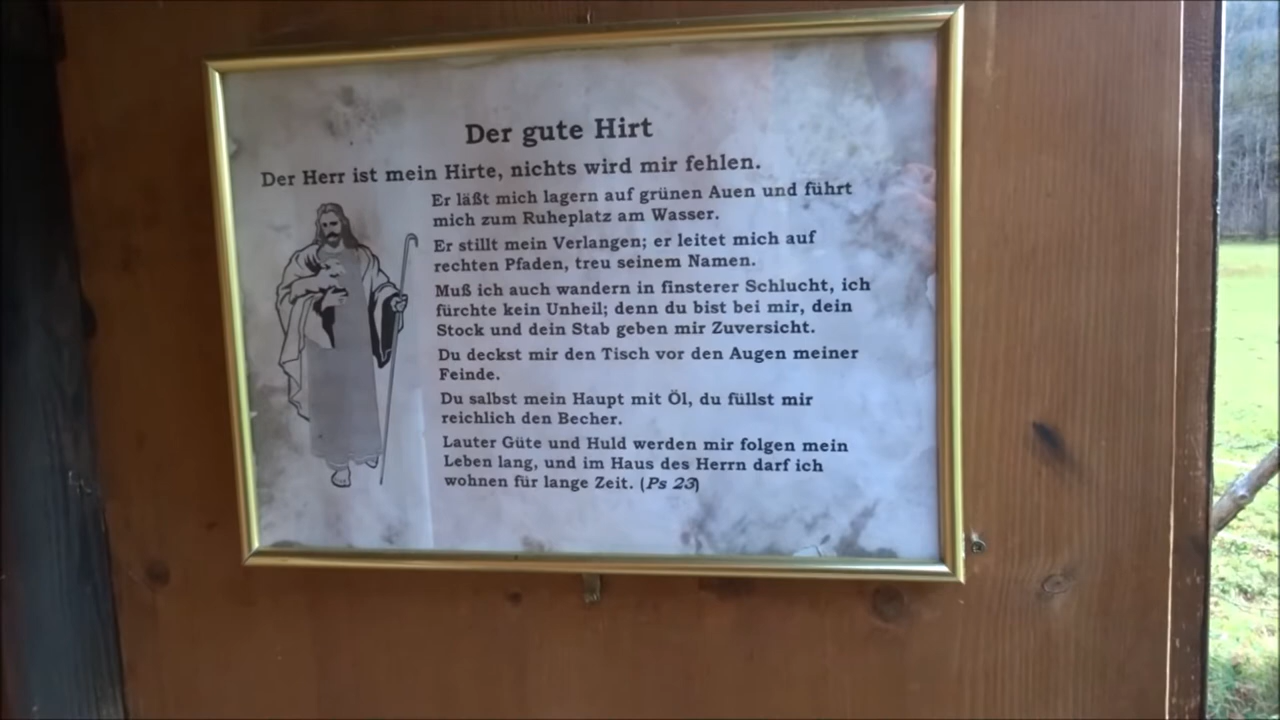 Der gute Hirt
Der Herr ist mein Hirte, nichts wird mir fehlen.
Er läßt mich lagern auf grünen Auen und führt
mich zum Ruheplatz am Wasser.
Er stillt mein Verlangen; er leitet mich auf
rechten Pfaden, treu seinem Namen.
Muß ich auch wandern in finsterer Schlucht, ich
fürchte kein Unheil; denn du bist bei mir, dein
Stock und dein Stab geben mir Zuversicht.
Du deckst mir den Tisch vor den Augen meiner
Feinde.
Du salbst mein Haupt mit Öl, du füllst mir
reichlich den Becher.
Lauter Güte und Huld werden mir folgen mein
Leben lang, und im Haus des Herrn darf ich
wohnen für lange Zeit. (Ps 23)